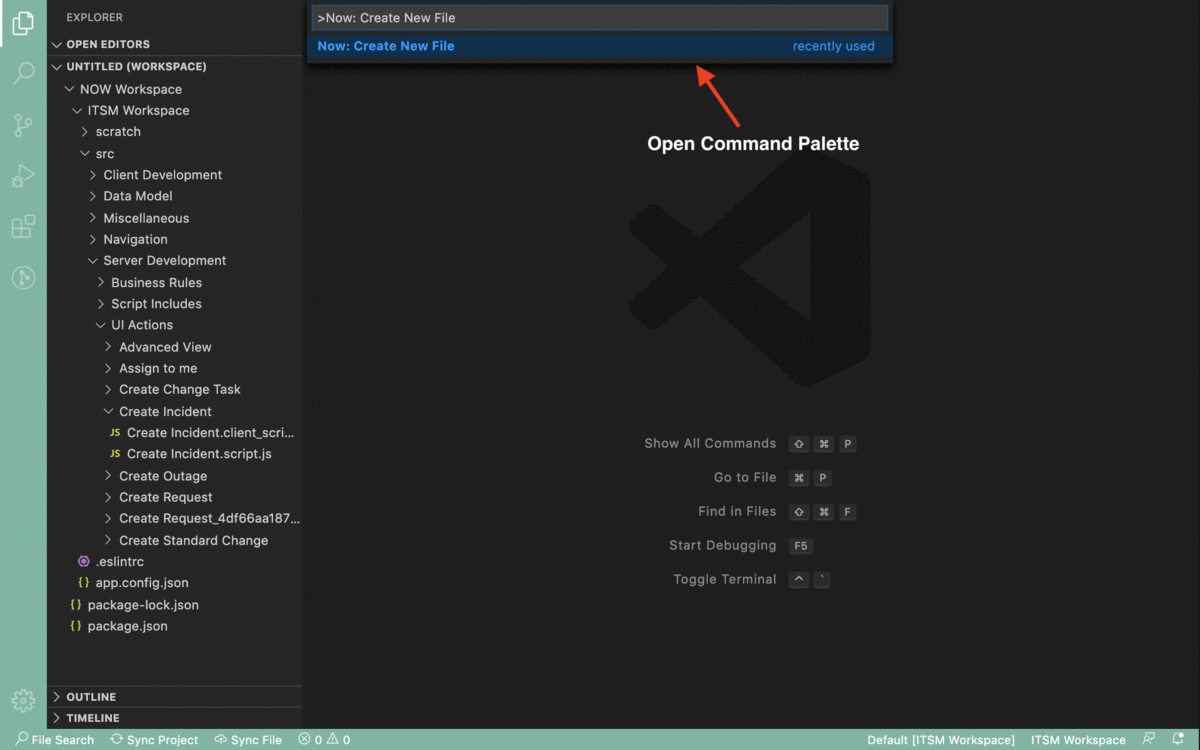 EXPLORER
OPEN EDITORS
UNTITLED (WORKSPACE)
NOW Workspace
ITSM Workspace
scratch
src
Client Development
Data Model
Miscellaneous
Navigation
Server Development
Business Rules
Script Includes
UI Actions
Advanced View
Assign to me
Create Change Task
Create Incident
JS Create Incident.client_scri...
JS Create Incident.script.js
Create Outage
Create Request
Create Request_4df66aa187...
Create Standard Change
.eslintrc
{} app.config.json
{} package-lock.json
{} package.json
OUTLINE
TIMELINE
>Now: Create New File
Now: Create New File recently used
Open Command Palette
Show All Commands ⇧ ⌘ P
Go to File ⌘ P
Find in Files ⇧ ⌘ F
Start Debugging F5
Toggle Terminal ^ `
File Search Sync Project Sync File 0 0 Default [ITSM Workspace] ITSM Workspace